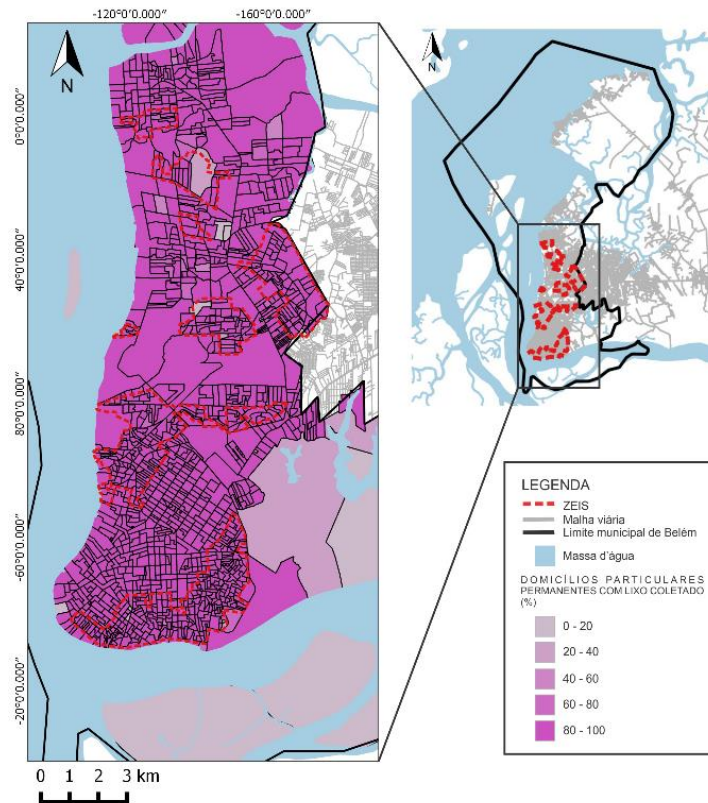 -120°0'0.000" -160°0'0.000"
N
N
0°0'0.000"
40°0'0.000"
80°0'0.000"
-60°0'0.000"
-20°0'0.000"
0 1 2 3 km
LEGENDA
ZEIS
Malha viária
Limite municipal de Belém
Massa d'água
DOMICÍLIOS PARTICULARES
PERMANENTES COM LIXO COLETADO
(%)
0 - 20
20 - 40
40 - 60
60 - 80
80 - 100